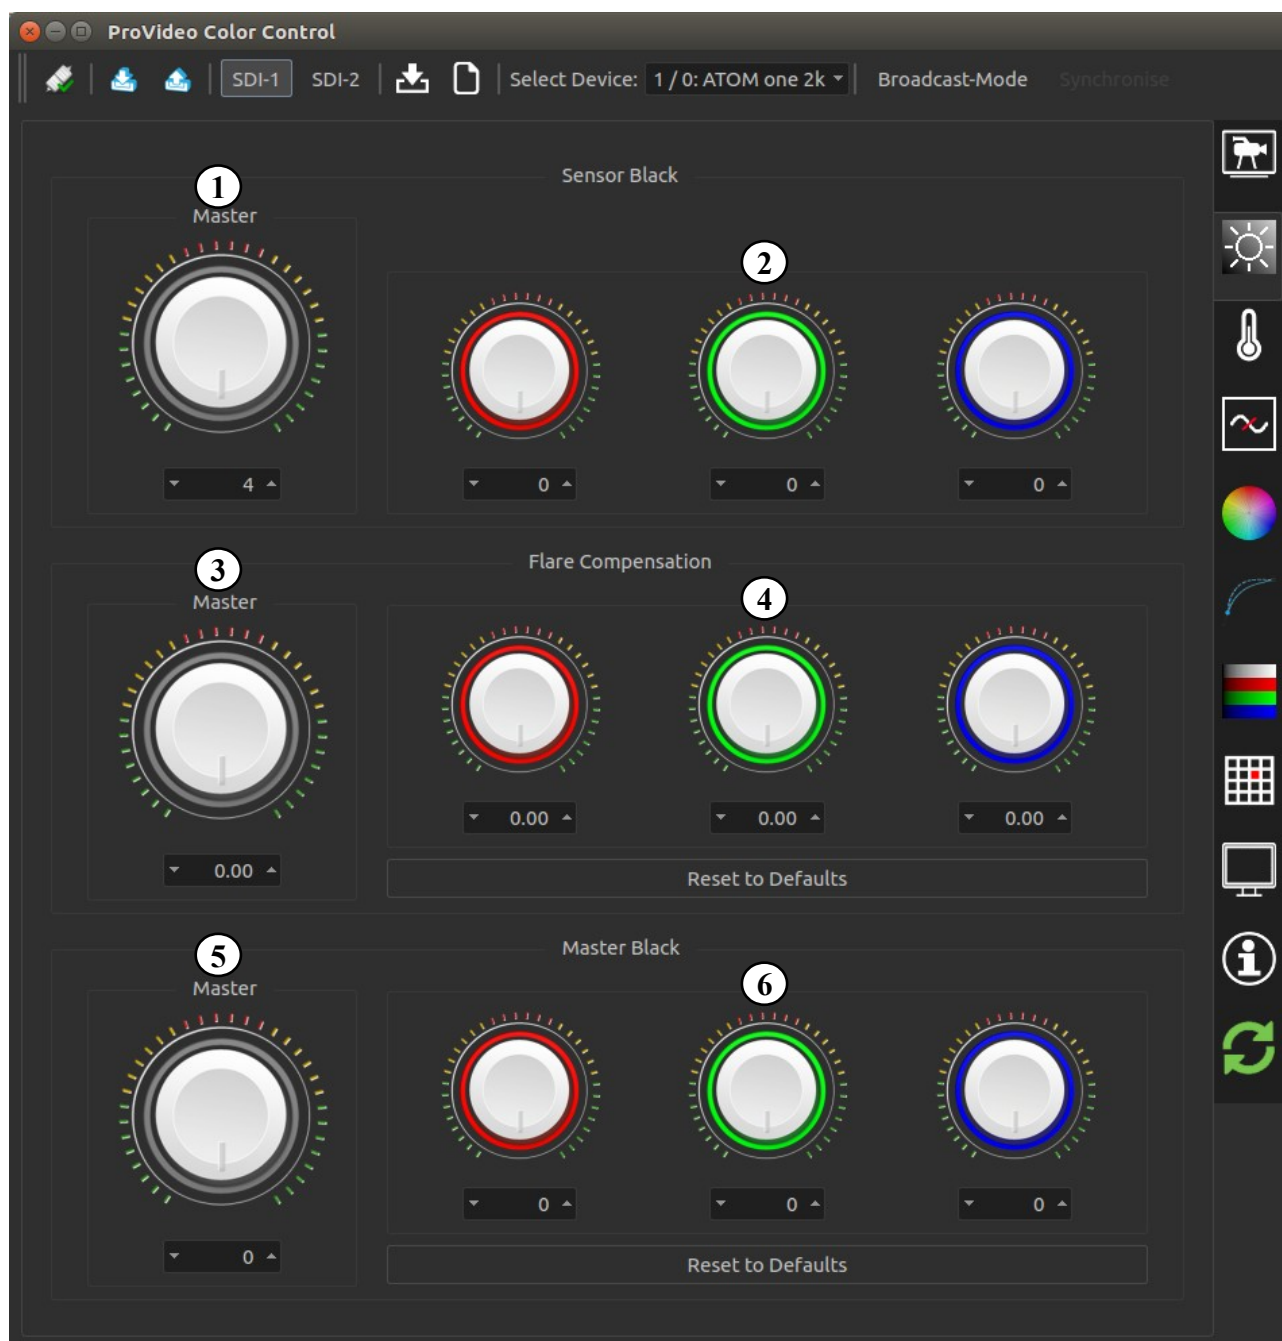 ProVideo Color Control
SDI-1 SDI-2 Select Device: 1 / 0: ATOM one 2k Broadcast-Mode Synchronise
Sensor Black
1
Master
2
4 0 0 0
Flare Compensation
3
Master
4
0.00 0.00 0.00
0.00
Reset to Defaults
Master Black
5
Master
6
0 0 0
0
Reset to Defaults